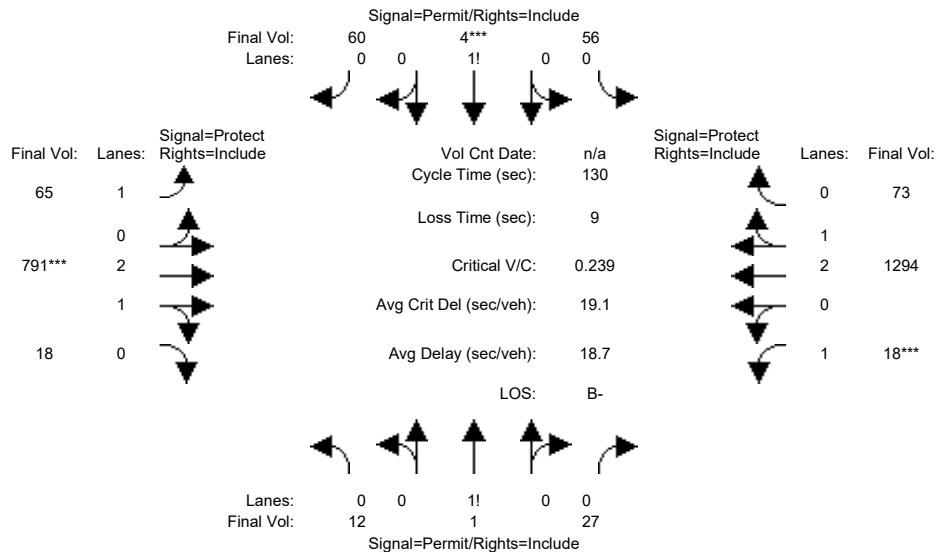 Signal=Permit/Rights=Include
Final Vol: 60 4*** 56
Lanes: 0 0 1! 0 0
Signal=Protect Signal=Protect
Final Vol: Lanes: Rights=Include Vol Cnt Date: n/a Rights=Include Lanes: Final Vol:
Cycle Time (sec): 130
65 1 0 73
Loss Time (sec): 9
0 1
791*** 2 Critical V/C: 0.239 2 1294
1 Avg Crit Del (sec/veh): 19.1 0
18 0 Avg Delay (sec/veh): 18.7 1 18***
LOS: B-
Lanes: 0 0 1! 0 0
Final Vol: 12 1 27
Signal=Permit/Rights=Include